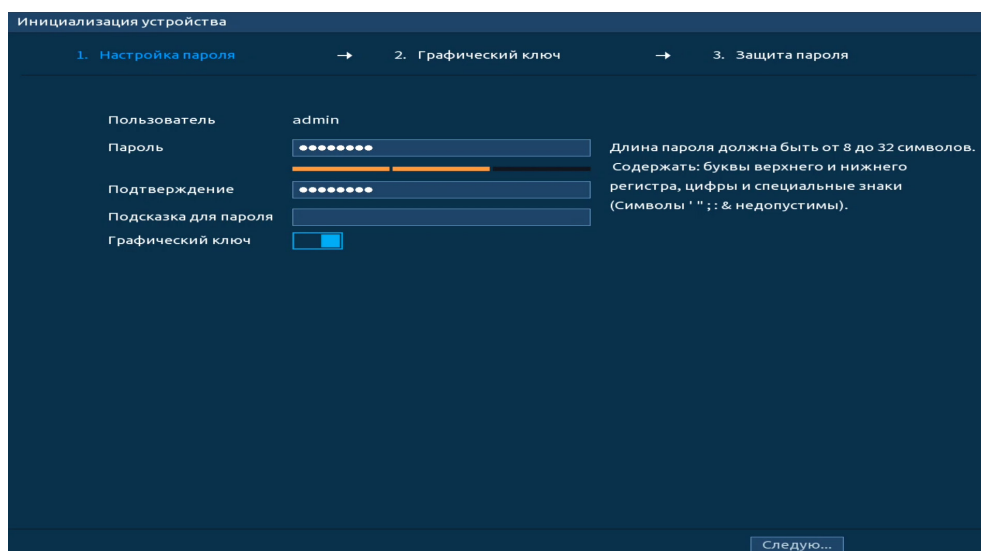 Инициализация устройства
1. Настройка пароля → 2. Графический ключ → 3. Защита пароля
Пользователь admin
Пароль ●●●●●●●● Длина пароля должна быть от 8 до 32 символов.
Содержать: буквы верхнего и нижнего
Подтверждение ●●●●●●●● регистра, цифры и специальные знаки
(Символы ' " ; : & недопустимы).
Подсказка для пароля
Графический ключ
Следую...